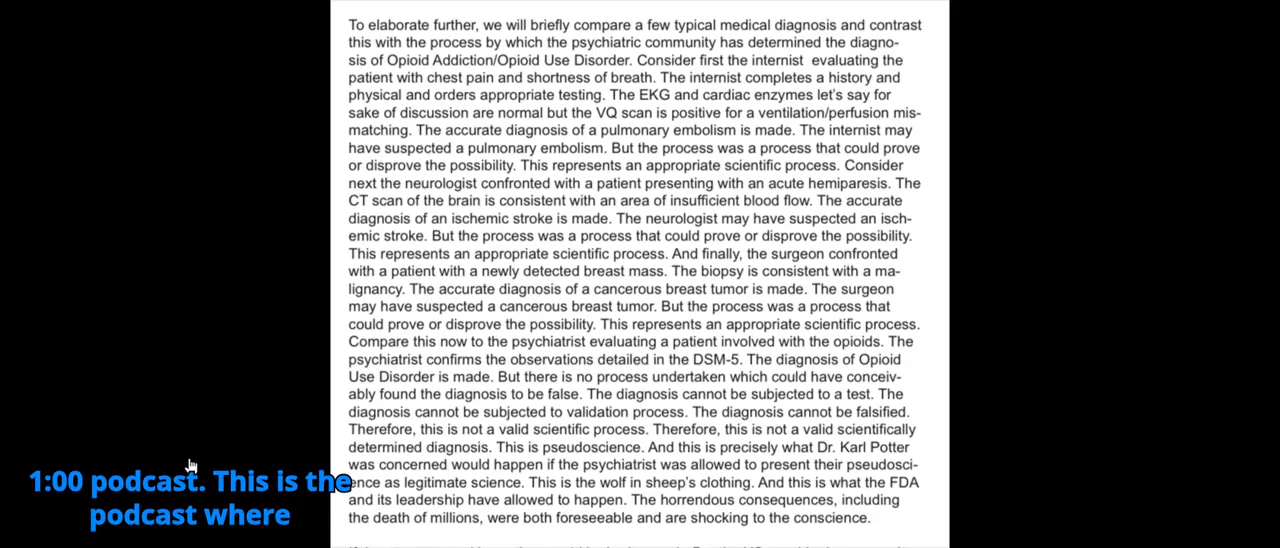 To elaborate further, we will briefly compare a few typical medical diagnosis and contrast
this with the process by which the psychiatric community has determined the diagno-
sis of Opioid Addiction/Opioid Use Disorder. Consider first the internist  evaluating the
patient with chest pain and shortness of breath. The internist completes a history and
physical and orders appropriate testing. The EKG and cardiac enzymes let's say for
sake of discussion are normal but the VQ scan is positive for a ventilation/perfusion mis-
matching. The accurate diagnosis of a pulmonary embolism is made. The internist may
have suspected a pulmonary embolism. But the process was a process that could prove
or disprove the possibility. This represents an appropriate scientific process. Consider
next the neurologist confronted with a patient presenting with an acute hemiparesis. The
CT scan of the brain is consistent with an area of insufficient blood flow. The accurate
diagnosis of an ischemic stroke is made. The neurologist may have suspected an isch-
emic stroke. But the process was a process that could prove or disprove the possibility.
This represents an appropriate scientific process. And finally, the surgeon confronted
with a patient with a newly detected breast mass. The biopsy is consistent with a ma-
lignancy. The accurate diagnosis of a cancerous breast tumor is made. The surgeon
may have suspected a cancerous breast tumor. But the process was a process that
could prove or disprove the possibility. This represents an appropriate scientific process.
Compare this now to the psychiatrist evaluating a patient involved with the opioids. The
psychiatrist confirms the observations detailed in the DSM-5. The diagnosis of Opioid
Use Disorder is made. But there is no process undertaken which could have conceiv-
ably found the diagnosis to be false. The diagnosis cannot be subjected to a test. The
diagnosis cannot be subjected to validation process. The diagnosis cannot be falsified.
Therefore, this is not a valid scientific process. Therefore, this is not a valid scientifically
determined diagnosis. This is pseudoscience. And this is precisely what Dr. Karl Potter
was concerned would happen if the psychiatrist was allowed to present their pseudosci-
ence as legitimate science. This is the wolf in sheep's clothing. And this is what the FDA
and its leadership have allowed to happen. The horrendous consequences, including
the death of millions, were both foreseeable and are shocking to the conscience.
1:00 podcast. This is the
podcast where